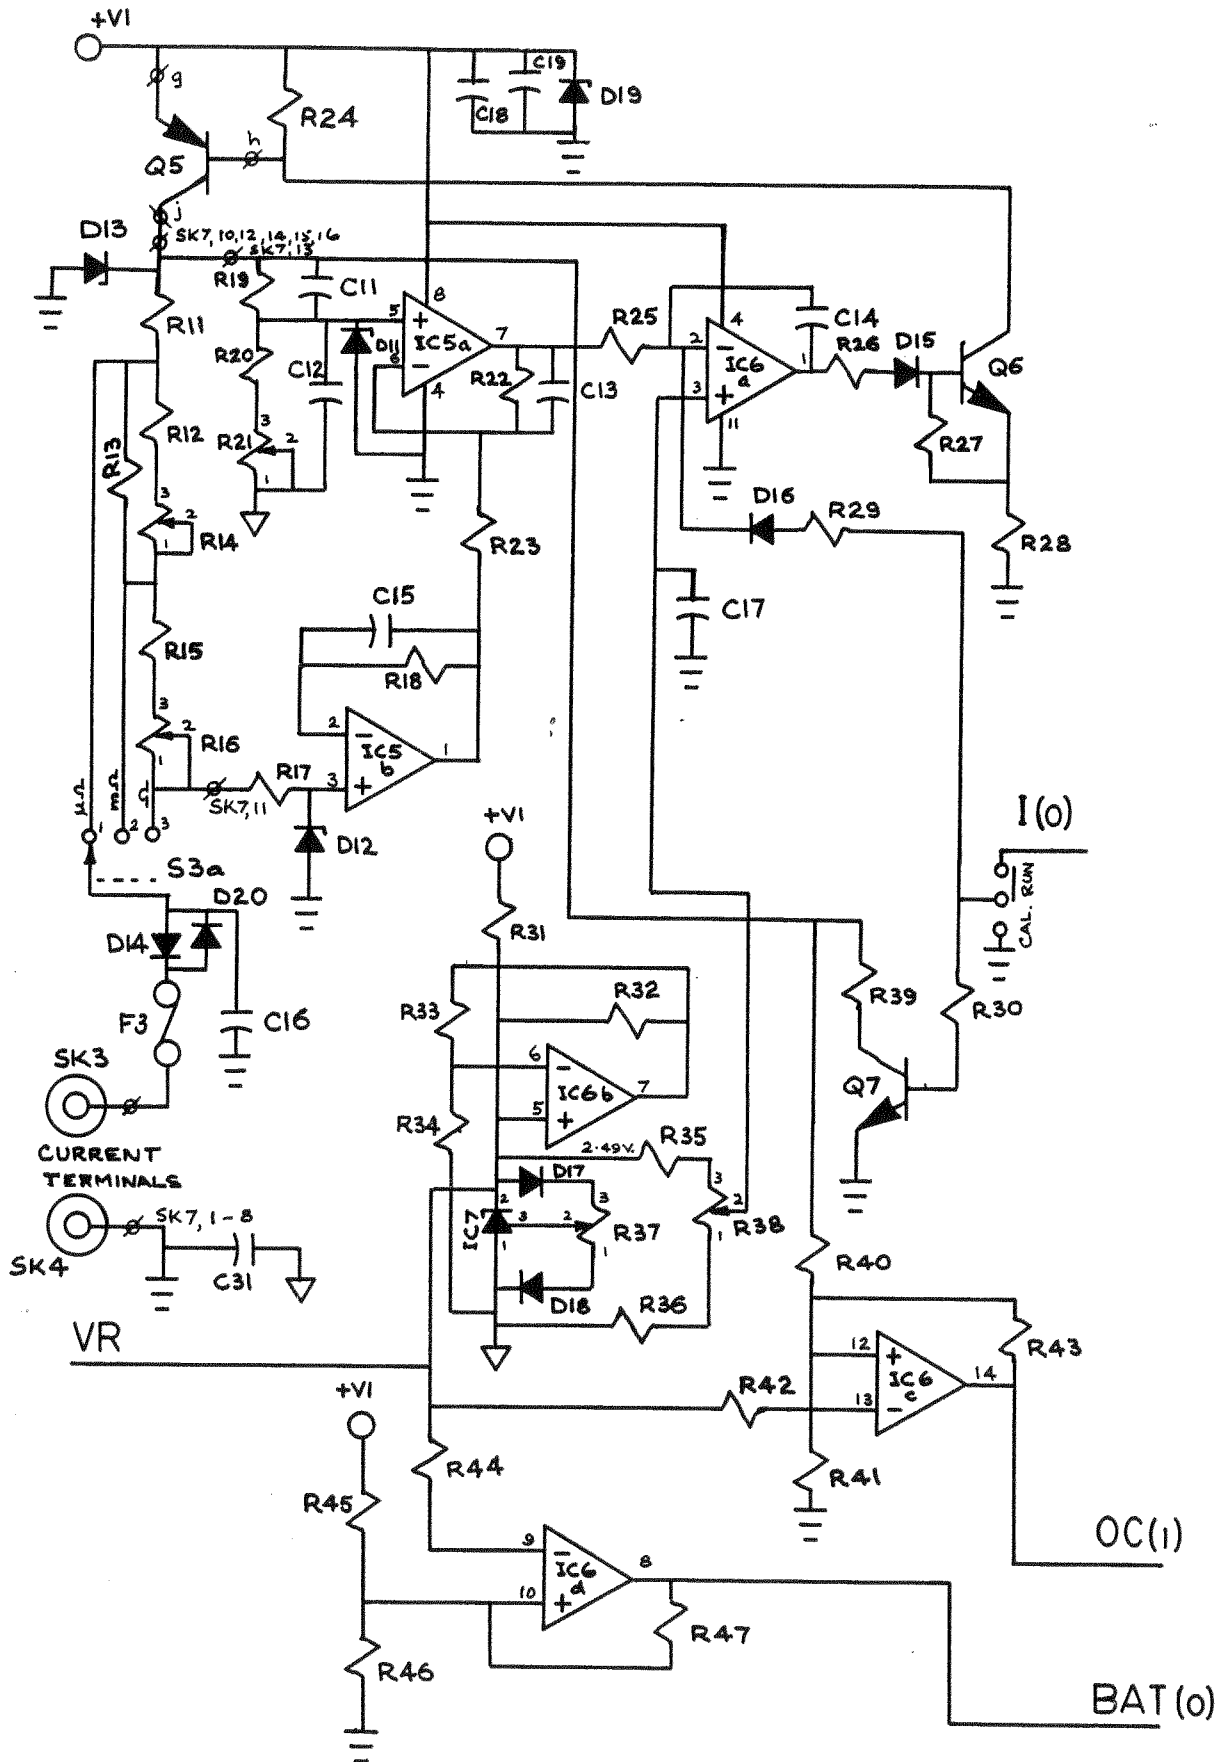 +VI
g
R24
C18
C19
D19
Q5
h
j
SK7, 10, 12, 14, 15, 16
SK7, 13
D13
R19
C11
R11
5
+
8
IC5a
7
R25
6
−
D11
4
R20
C12
R22
C13
2
−
4
IC6
a
3
+
11
1
C14
R26
D15
Q6
R12
R13
3
R21
2
1
R27
D16
R29
R28
3
2
R14
1
R23
C15
C17
R15
R18
3
2
R16
1
2
−
IC5
b
1
R17
3
+
SK7, 11
μΩ
mΩ
Ω
1
2
3
D12
+VI
I(0)
S3a
D20
R31
CAL. RUN
D14
R39
R30
F3
C16
R33
R32
SK3
6
−
IC6b
7
5
+
Q7
R34
2.49V.
R35
CURRENT
TERMINALS
D17
3
2
R38
1
SK7, 1-8
2
IC7
3
1
3
2
R37
1
SK4
C31
D18
R36
R40
VR
12
+
IC6
c
14
13
−
R43
R42
+VI
R44
R41
R45
OC(1)
9
−
IC6
d
8
10
+
R47
R46
BAT(0)